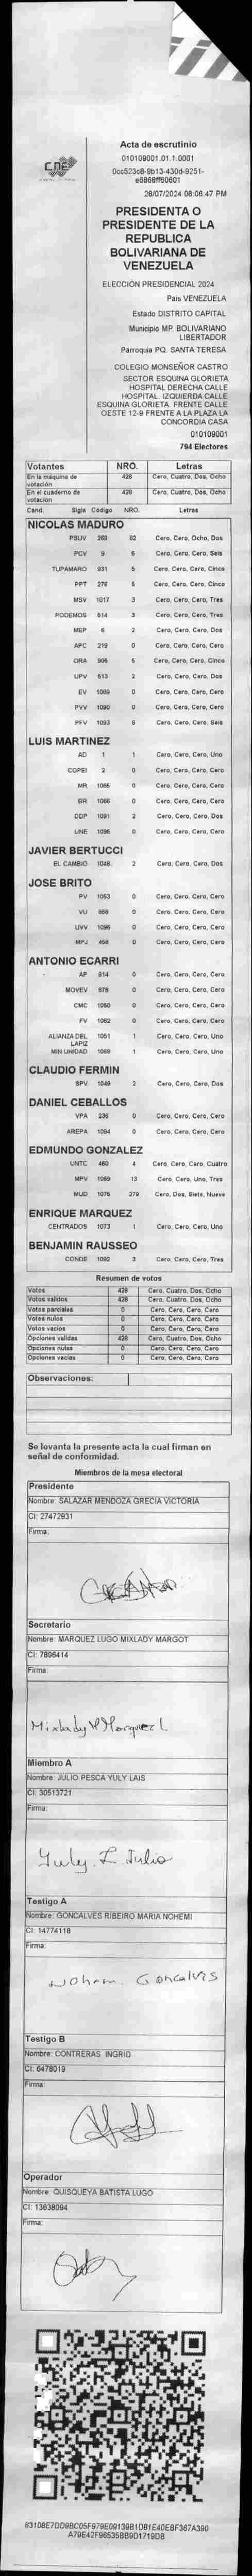 CNE
Acta de escrutinio
010109001.01.1.0001
0cc523c8-9b13-430d-9251-
e6868ff60601
28/07/2024 08:06:47 PM
PRESIDENTA O
PRESIDENTE DE LA
REPUBLICA
BOLIVARIANA DE
VENEZUELA
ELECCIÓN PRESIDENCIAL 2024
País VENEZUELA
Estado DISTRITO CAPITAL
Municipio MP. BOLIVARIANO
LIBERTADOR
Parroquia PQ. SANTA TERESA
COLEGIO MONSEÑOR CASTRO
SECTOR ESQUINA GLORIETA
HOSPITAL DERECHA CALLE
HOSPITAL. IZQUIERDA CALLE
ESQUINA GLORIETA. FRENTE CALLE
OESTE 12-9 FRENTE A LA PLAZA LA
CONCORDIA CASA
010109001
794 Electores
Votantes NRO. Letras
En la máquina de votación 428 Cero, Cuatro, Dos, Ocho
En el cuaderno de votación 428 Cero, Cuatro, Dos, Ocho
Cand. Sigla Código NRO. Letras
NICOLAS MADURO
PSUV 283 82 Cero, Cero, Ocho, Dos
PCV 9 6 Cero, Cero, Cero, Seis
TUPAMARO 931 5 Cero, Cero, Cero, Cinco
PPT 276 5 Cero, Cero, Cero, Cinco
MSV 1017 3 Cero, Cero, Cero, Tres
PODEMOS 614 3 Cero, Cero, Cero, Tres
MEP 6 2 Cero, Cero, Cero, Dos
APC 219 0 Cero, Cero, Cero, Cero
ORA 906 5 Cero, Cero, Cero, Cinco
UPV 513 2 Cero, Cero, Cero, Dos
EV 1089 0 Cero, Cero, Cero, Cero
PVV 1090 0 Cero, Cero, Cero, Cero
PFV 1093 6 Cero, Cero, Cero, Seis
LUIS MARTINEZ
AD 1 1 Cero, Cero, Cero, Uno
COPEI 2 0 Cero, Cero, Cero, Cero
MR 1065 0 Cero, Cero, Cero, Cero
BR 1066 0 Cero, Cero, Cero, Cero
DDP 1091 2 Cero, Cero, Cero, Dos
UNE 1095 0 Cero, Cero, Cero, Cero
JAVIER BERTUCCI
EL CAMBIO 1048 2 Cero, Cero, Cero, Dos
JOSE BRITO
PV 1053 0 Cero, Cero, Cero, Cero
VU 968 0 Cero, Cero, Cero, Cero
UVV 1096 0 Cero, Cero, Cero, Cero
MPJ 456 0 Cero, Cero, Cero, Cero
ANTONIO ECARRI
AP 914 0 Cero, Cero, Cero, Cero
MOVEV 878 0 Cero, Cero, Cero, Cero
CMC 1050 0 Cero, Cero, Cero, Cero
FV 1062 0 Cero, Cero, Cero, Cero
ALIANZA DEL LAPIZ 1051 1 Cero, Cero, Cero, Uno
MIN UNIDAD 1068 1 Cero, Cero, Cero, Uno
CLAUDIO FERMIN
SPV 1049 2 Cero, Cero, Cero, Dos
DANIEL CEBALLOS
VPA 236 0 Cero, Cero, Cero, Cero
AREPA 1094 0 Cero, Cero, Cero, Cero
EDMUNDO GONZALEZ
UNTC 460 4 Cero, Cero, Cero, Cuatro
MPV 1069 13 Cero, Cero, Uno, Tres
MUD 1076 279 Cero, Dos, Siete, Nueve
ENRIQUE MARQUEZ
CENTRADOS 1073 1 Cero, Cero, Cero, Uno
BENJAMIN RAUSSEO
CONDE 1092 3 Cero, Cero, Cero, Tres
Resumen de votos
Votos 428 Cero, Cuatro, Dos, Ocho
Votos validos 428 Cero, Cuatro, Dos, Ocho
Votos parciales 0 Cero, Cero, Cero, Cero
Votos nulos 0 Cero, Cero, Cero, Cero
Votos vacíos 0 Cero, Cero, Cero, Cero
Opciones validas 428 Cero, Cuatro, Dos, Ocho
Opciones nulas 0 Cero, Cero, Cero, Cero
Opciones vacías 0 Cero, Cero, Cero, Cero
Observaciones:
Se levanta la presente acta la cual firman en
señal de conformidad.
Miembros de la mesa electoral
Presidente
Nombre: SALAZAR MENDOZA GRECIA VICTORIA
CI: 27472931
Firma:
Secretario
Nombre: MARQUEZ LUGO MIXLADY MARGOT
CI: 7896414
Firma:
Mixlady M Marquez L
Miembro A
Nombre: JULIO PESCA YULY LAIS
CI: 30513721
Firma:
Yuly L Julio
Testigo A
Nombre: GONCALVES RIBEIRO MARIA NOHEMI
CI: 14774118
Firma:
Nohem. Goncalves
Testigo B
Nombre: CONTRERAS INGRID
CI: 6478019
Firma:
Operador
Nombre: QUISQUEYA BATISTA LUGO
CI: 13638094
Firma:
63108E7DD9BC05F979E09139B10B1E40EBF367A390
A79E42F96535BB9D1719DB